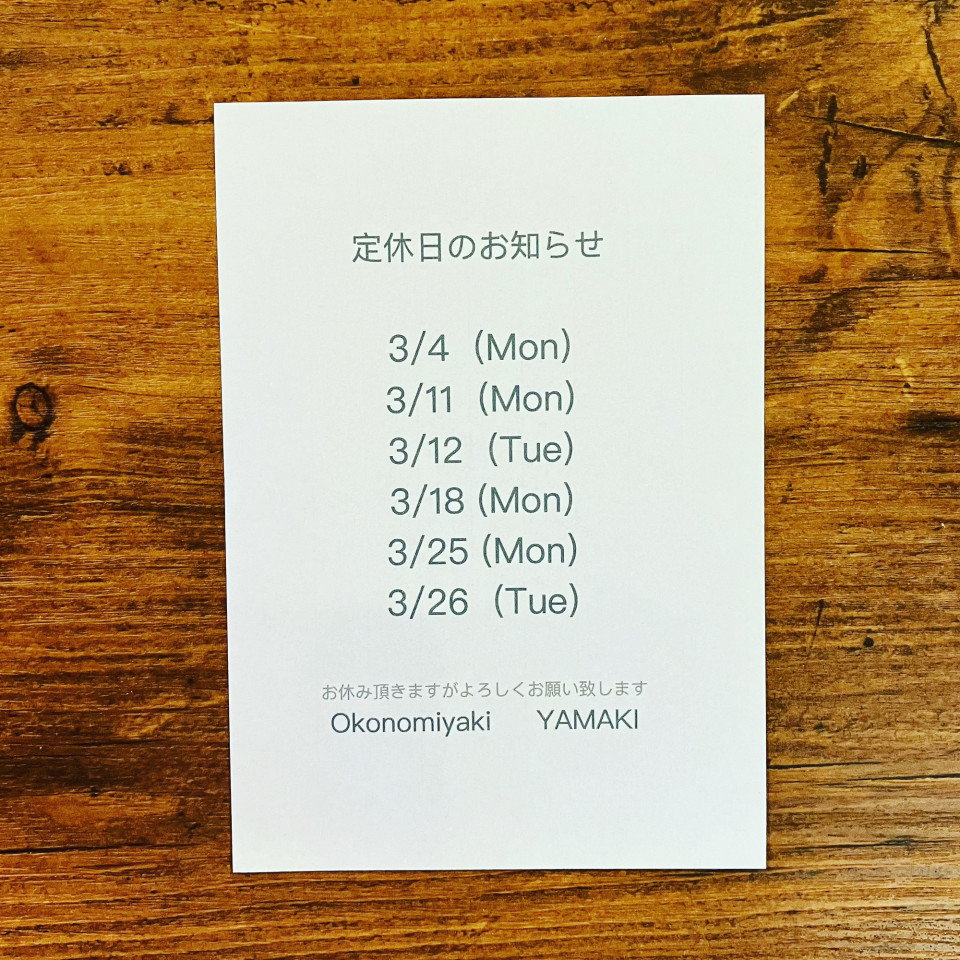 定休日のお知らせ
3/4 (Mon)
3/11 (Mon)
3/12 (Tue)
3/18 (Mon)
3/25 (Mon)
3/26 (Tue)
お休み頂きますがよろしくお願い致します
Okonomiyaki YAMAKI